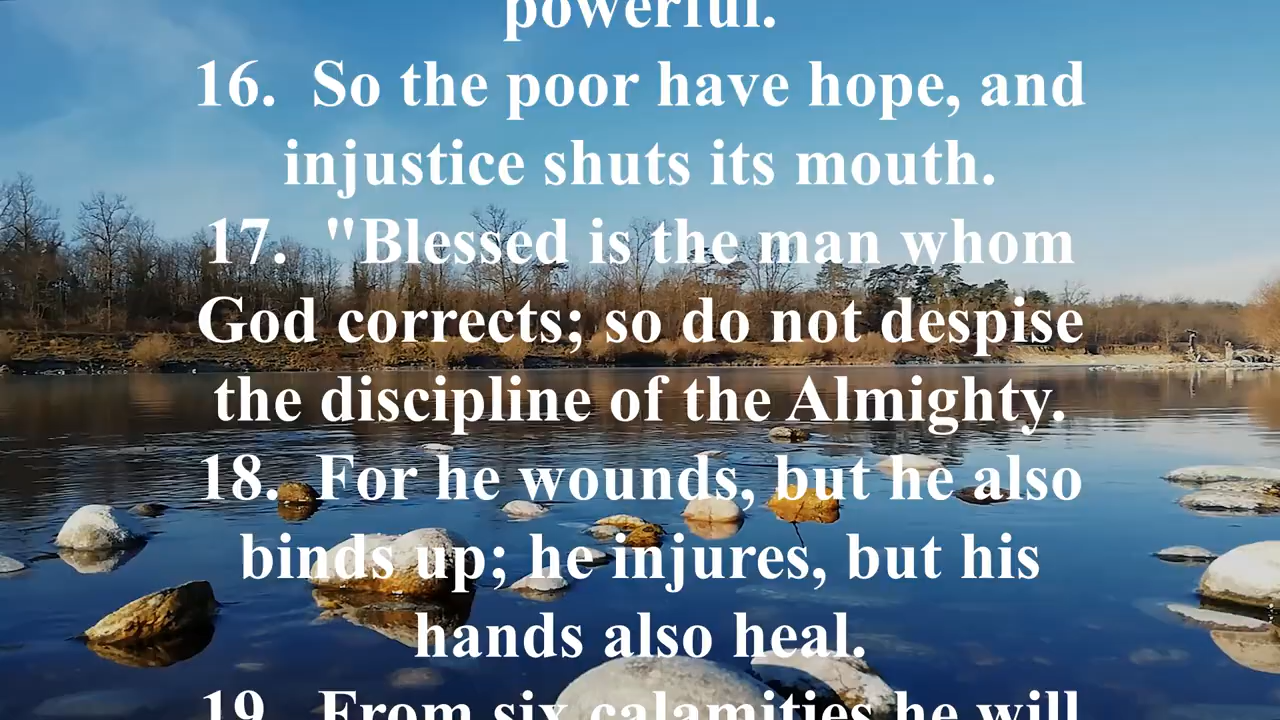 powerful.
16.  So the poor have hope, and
injustice shuts its mouth.
17.   "Blessed is the man whom
God corrects; so do not despise
the discipline of the Almighty.
18.  For he wounds, but he also
binds up; he injures, but his
hands also heal.
19.  From six calamities he will